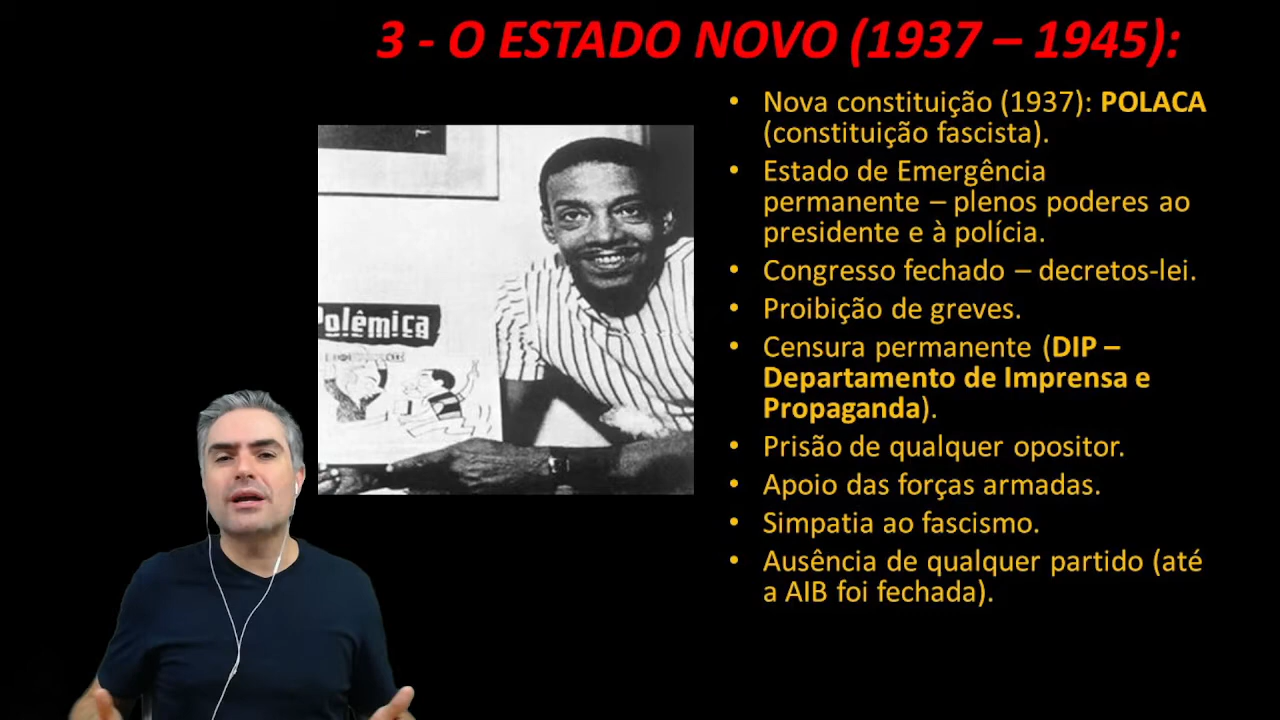 3 - O ESTADO NOVO (1937 – 1945):
• Nova constituição (1937): POLACA
(constituição fascista).
• Estado de Emergência
permanente – plenos poderes ao
presidente e à polícia.
• Congresso fechado – decretos-lei.
• Proibição de greves.
• Censura permanente (DIP –
Departamento de Imprensa e
Propaganda).
• Prisão de qualquer opositor.
• Apoio das forças armadas.
• Simpatia ao fascismo.
• Ausência de qualquer partido (até
a AIB foi fechada).
Polêmica